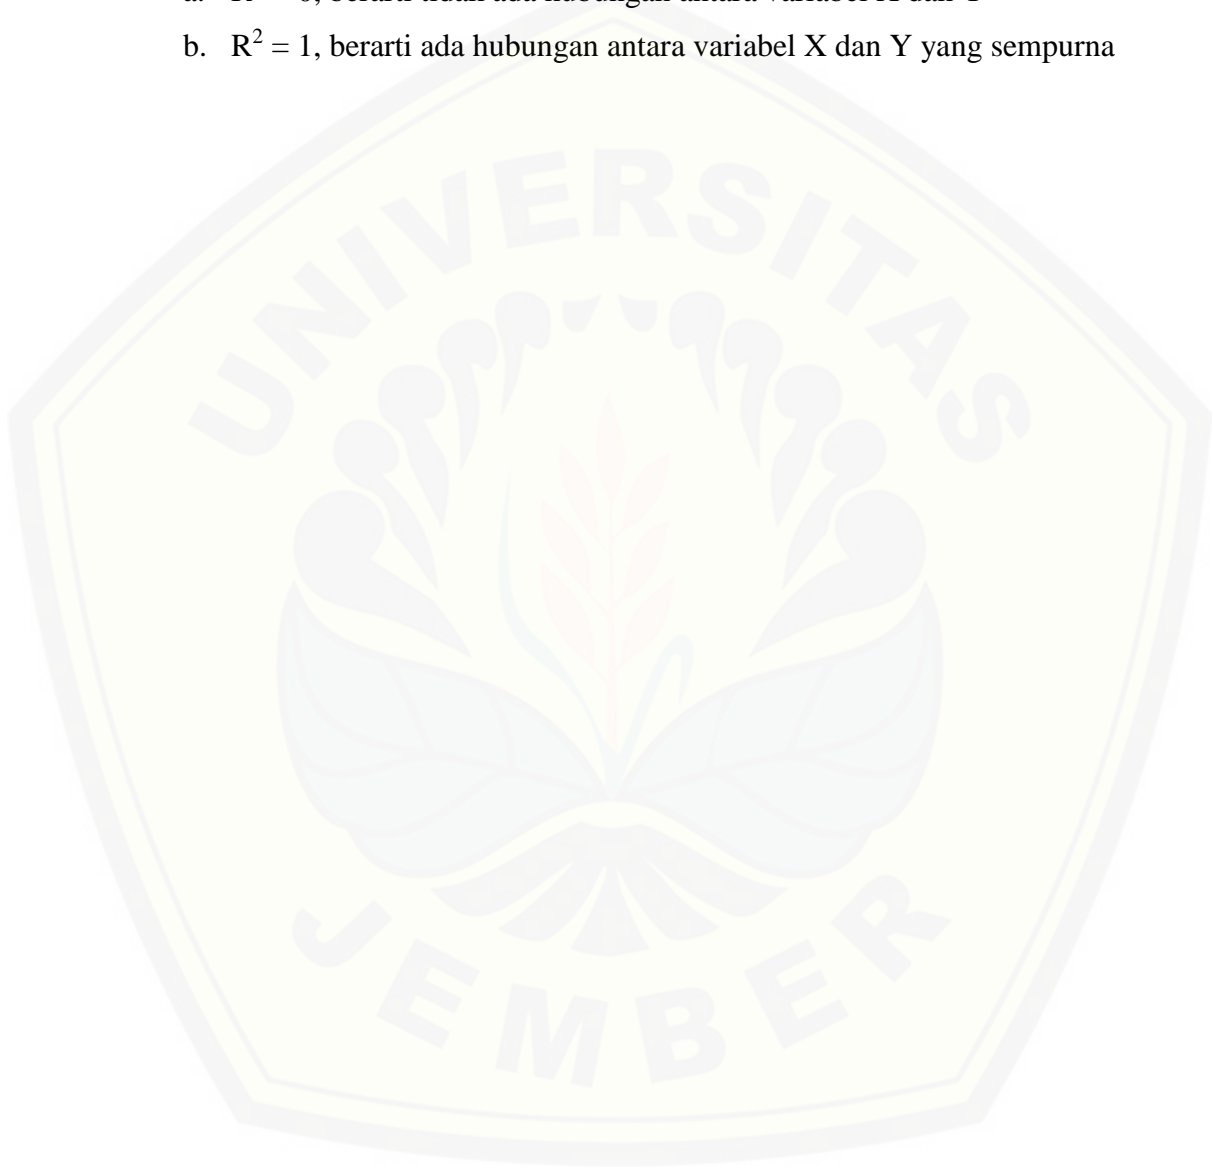 b. R² = 1, berarti ada hubungan antara variabel X dan Y yang sempurna
UNIVERSITAS
JEMBER